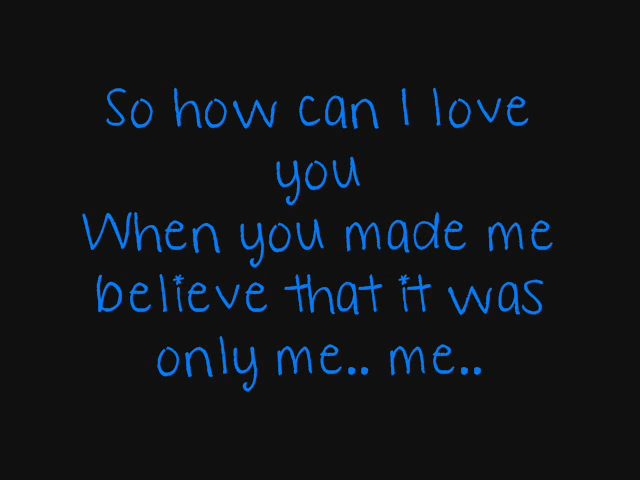 So how can I love
you
When you made me
believe that it was
only me.. me..